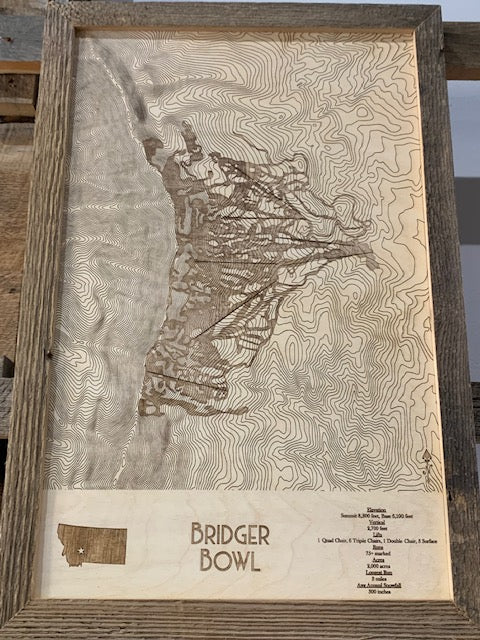 BRIDGER
BOWL
Elevation
Summit 8,800 feet, Base 6,100 feet
Vertical
2,700 feet
Lifts
1 Quad Chair, 6 Triple Chairs, 1 Double Chair, 3 Surface
Runs
75+ marked
Acres
2,000 acres
Longest Run
3 miles
Avg Annual Snowfall
300 inches